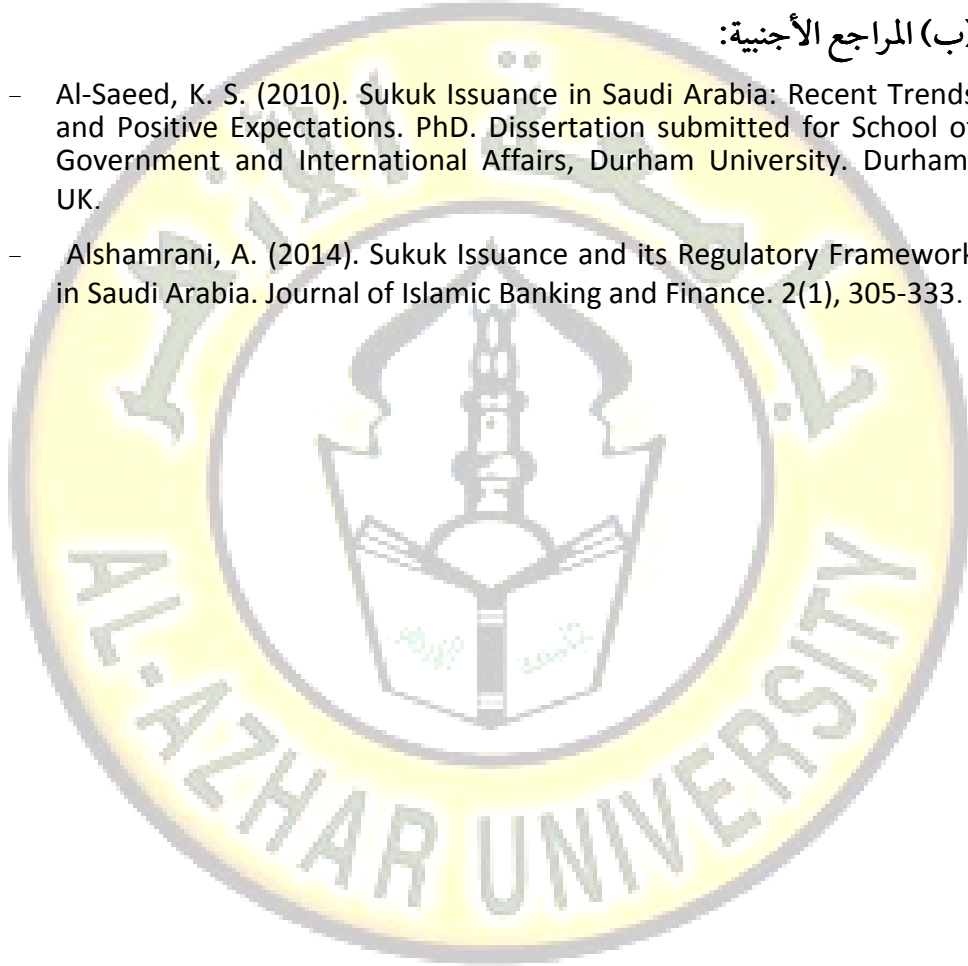 (ب) المراجع الأجنبية:
– Al-Saeed, K. S. (2010). Sukuk Issuance in Saudi Arabia: Recent Trends
and Positive Expectations. PhD. Dissertation submitted for School of
Government and International Affairs, Durham University. Durham
UK.
– Alshamrani, A. (2014). Sukuk Issuance and its Regulatory Framework
in Saudi Arabia. Journal of Islamic Banking and Finance. 2(1), 305-333.
جامعة الأزهر
AL-AZHAR UNIVERSITY